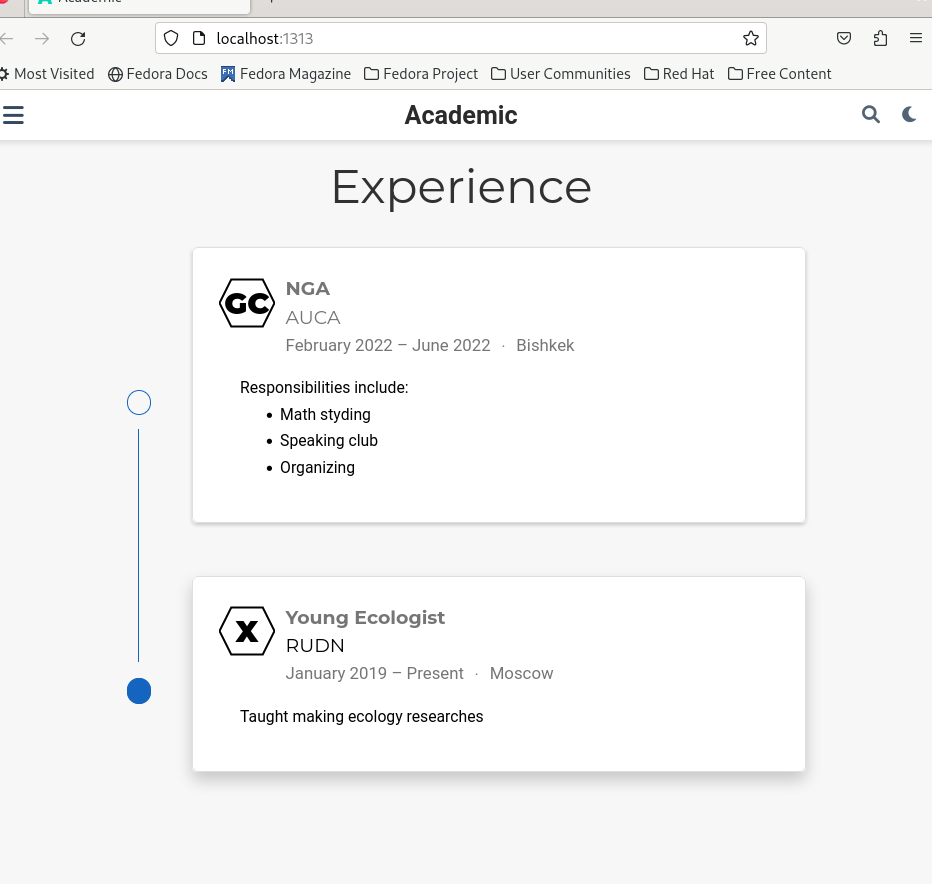 Academic
localhost:1313
Most Visited Fedora Docs FM Fedora Magazine Fedora Project User Communities Red Hat Free Content
Academic
Experience
GC
NGA
AUCA
February 2022 – June 2022 · Bishkek
Responsibilities include:
• Math styding
• Speaking club
• Organizing
X
Young Ecologist
RUDN
January 2019 – Present · Moscow
Taught making ecology researches